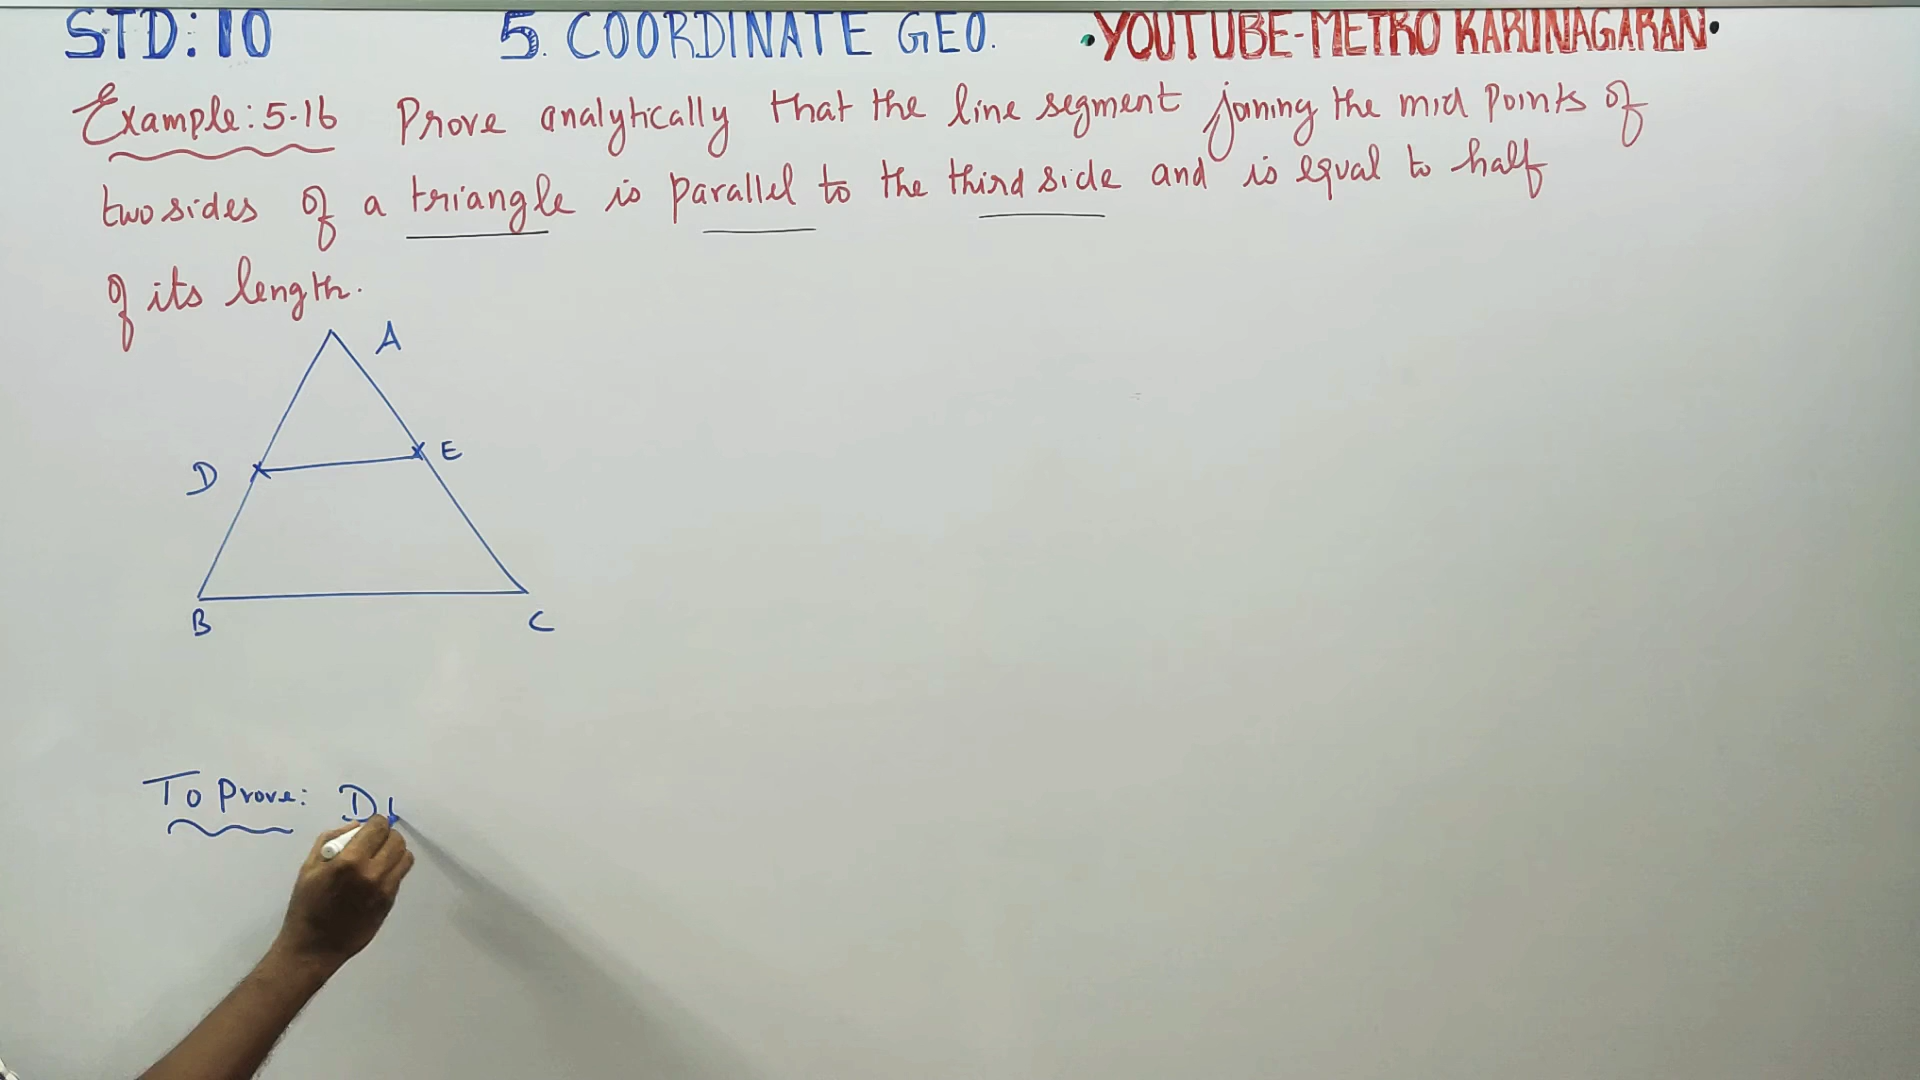 STD: 10 5. COORDINATE GEO. •YOUTUBE-METRO KARUNAGARAN•
Example: 5.16 Prove analytically that the line segment joining the mid points of
two sides of a triangle is parallel to the third side and is equal to half
of its length.
A
D E
B C
To Prove: D